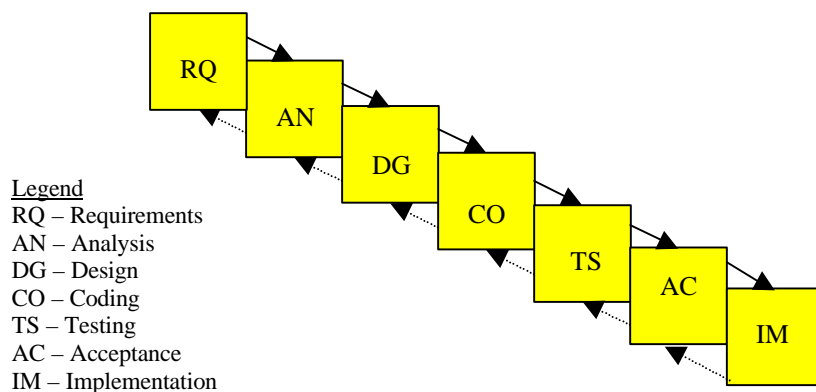 RQ
AN
DG
CO
TS
AC
IM
Legend
RQ – Requirements
AN – Analysis
DG – Design
CO – Coding
TS – Testing
AC – Acceptance
IM – Implementation